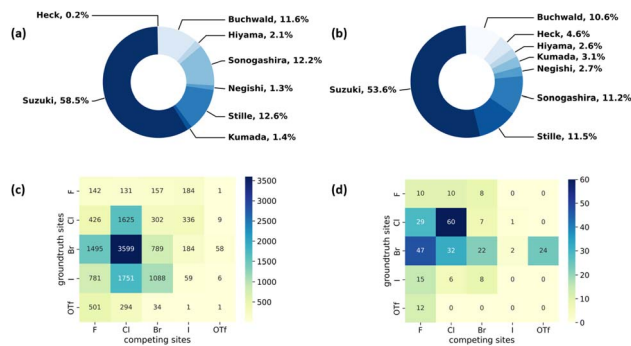 (a)
Heck, 0.2%
Buchwald, 11.6%
Hiyama, 2.1%
Sonogashira, 12.2%
Negishi, 1.3%
Stille, 12.6%
Kumada, 1.4%
Suzuki, 58.5%
(b)
Buchwald, 10.6%
Heck, 4.6%
Hiyama, 2.6%
Kumada, 3.1%
Negishi, 2.7%
Sonogashira, 11.2%
Stille, 11.5%
Suzuki, 53.6%
(c)
groundtruth sites
F 142 131 157 184 1
Cl 426 1625 302 336 9
Br 1495 3599 789 184 58
I 781 1751 1088 59 6
OTf 501 294 34 1 1
F Cl Br I OTf
competing sites
3500
3000
2500
2000
1500
1000
500
(d)
groundtruth sites
F 10 10 8 0 0
Cl 29 60 7 1 0
Br 47 32 22 2 24
I 15 6 8 0 0
OTf 12 0 0 0 0
F Cl Br I OTf
competing sites
60
50
40
30
20
10
0